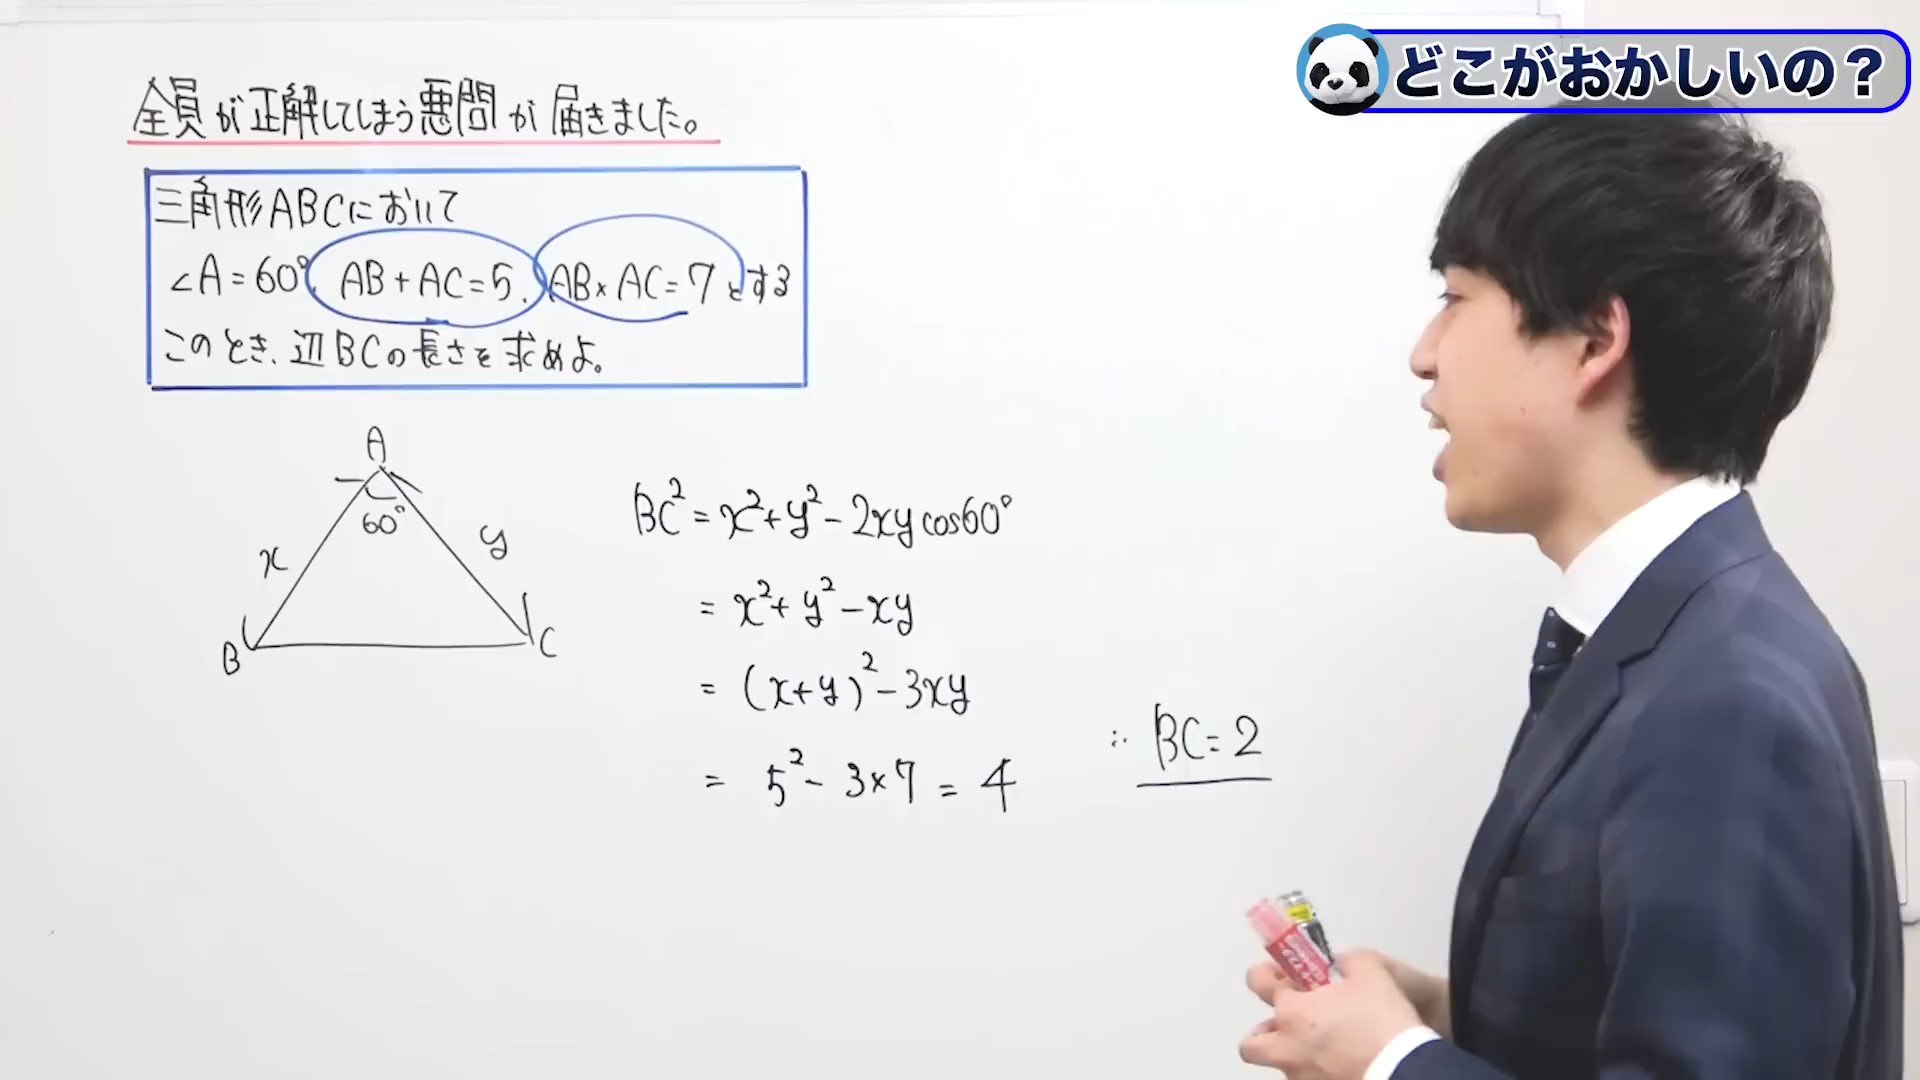 どこがおかしいの？
全員が正解してしまう悪問が届きました。
三角形ABCにおいて
∠A=60°, AB+AC=5, AB×AC=7とする
このとき、辺BCの長さを求めよ。
A
60°
x
y
B
C
BC²=x²+y²-2xycos60°
=x²+y²-xy
=(x+y)²-3xy
=5²-3×7=4
∴BC=2